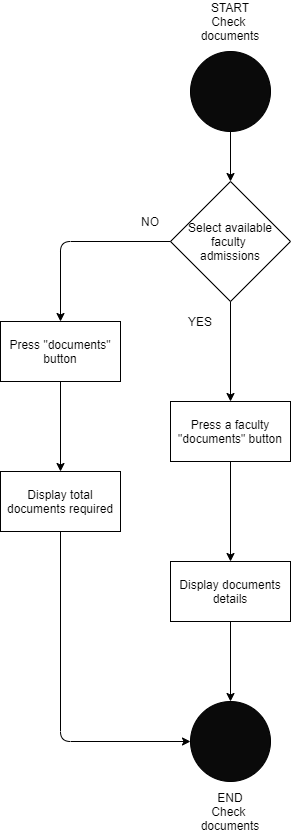 START
Check
documents
Select available
faculty
admissions
NO
YES
Press "documents"
button
Press a faculty
"documents" button
Display total
documents required
Display documents
details
END
Check
documents